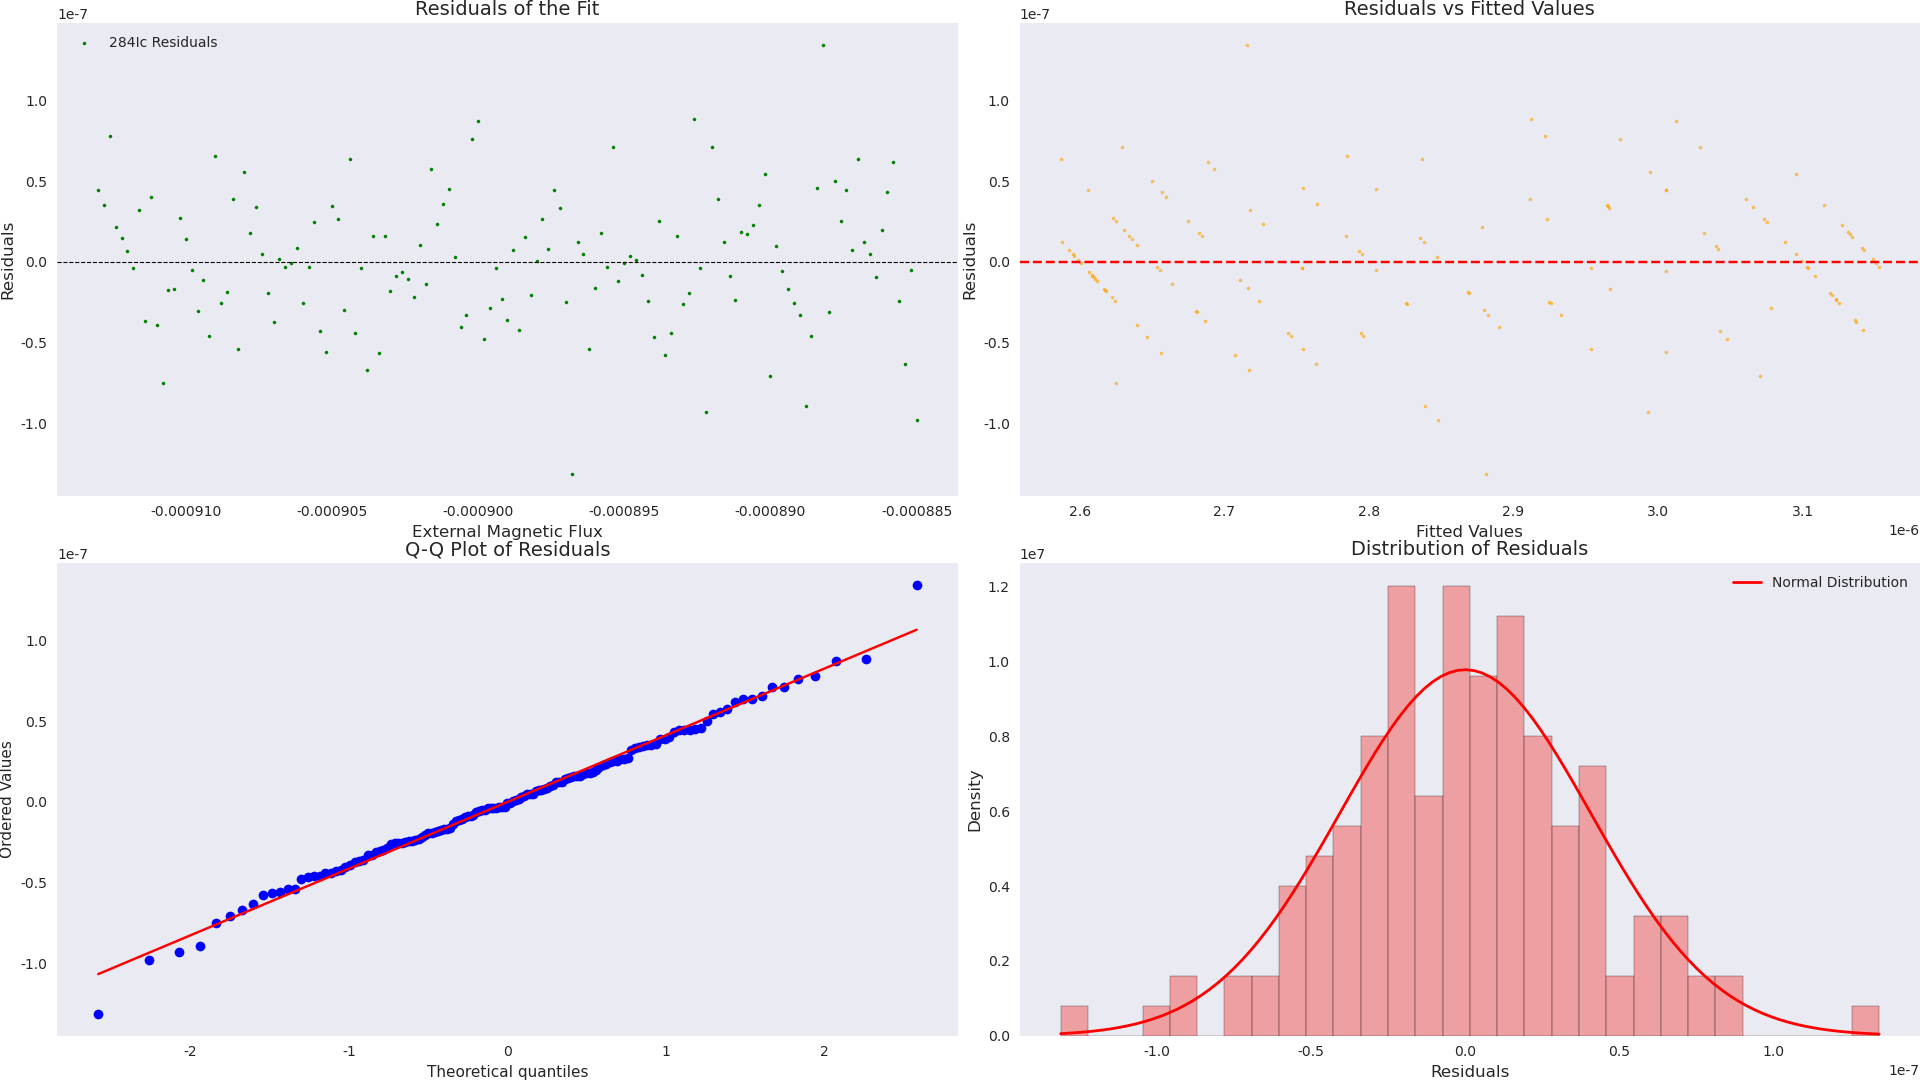 Residuals of the Fit
1e-7
284Ic Residuals
Residuals
1.0
0.5
0.0
-0.5
-1.0
-0.000910 -0.000905 -0.000900 -0.000895 -0.000890 -0.000885
External Magnetic Flux
Residuals vs Fitted Values
1e-7
Residuals
1.0
0.5
0.0
-0.5
-1.0
2.6 2.7 2.8 2.9 3.0 3.1
Fitted Values
1e-6
Q-Q Plot of Residuals
1e-7
Ordered Values
1.0
0.5
0.0
-0.5
-1.0
-2 -1 0 1 2
Theoretical quantiles
Distribution of Residuals
1e7
Normal Distribution
Density
1.2
1.0
0.8
0.6
0.4
0.2
0.0
-1.0 -0.5 0.0 0.5 1.0
Residuals
1e-7